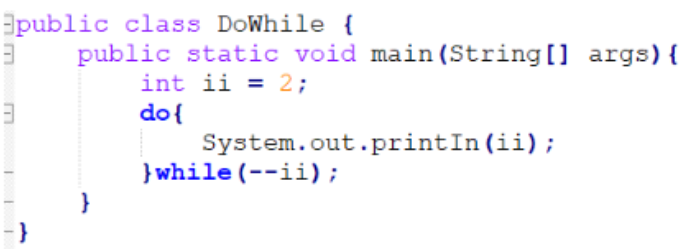 public class DoWhile {
    public static void main(String[] args){
        int ii = 2;
        do{
            System.out.printIn(ii);
        }while(--ii);
    }
}